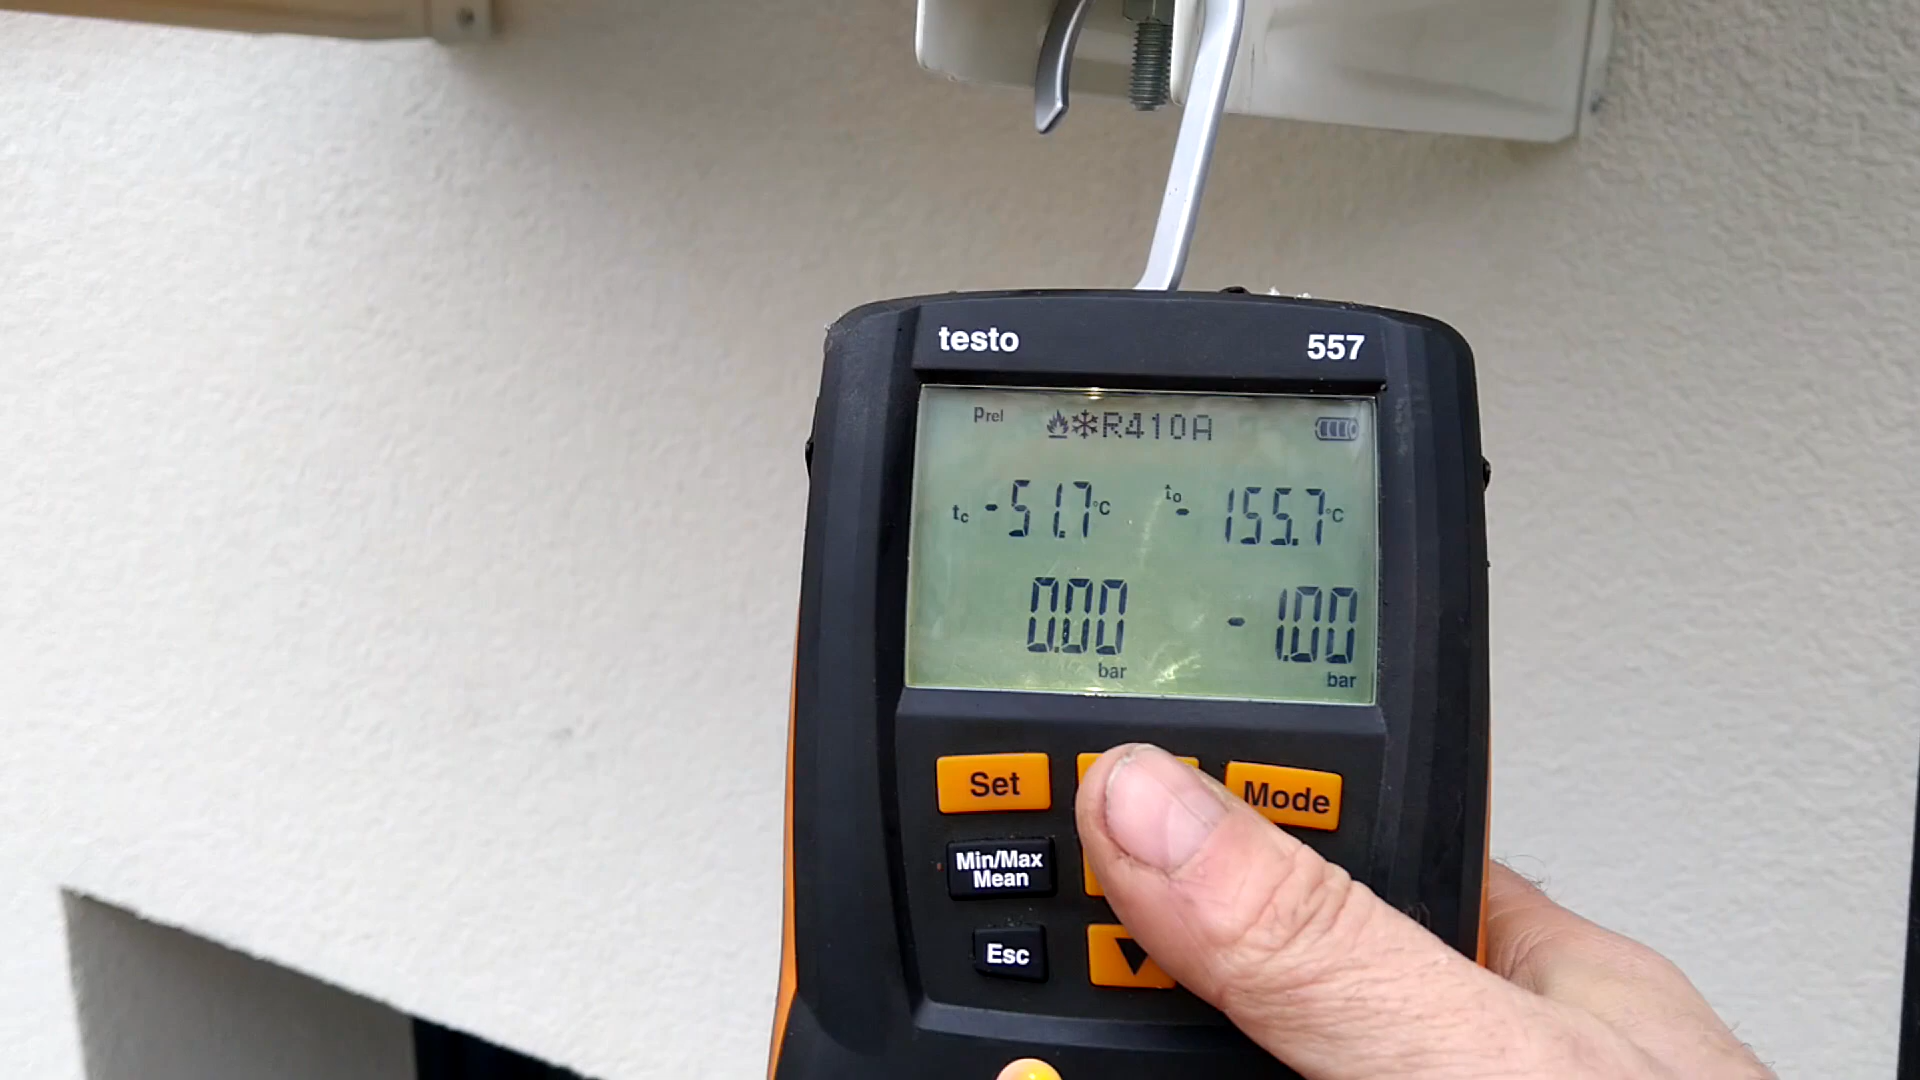 testo 557
Prel R410A
tc -51.7 °C to -155.7 °C
0.00 -1.00
bar bar
Set Mode
Min/Max
Mean
Esc